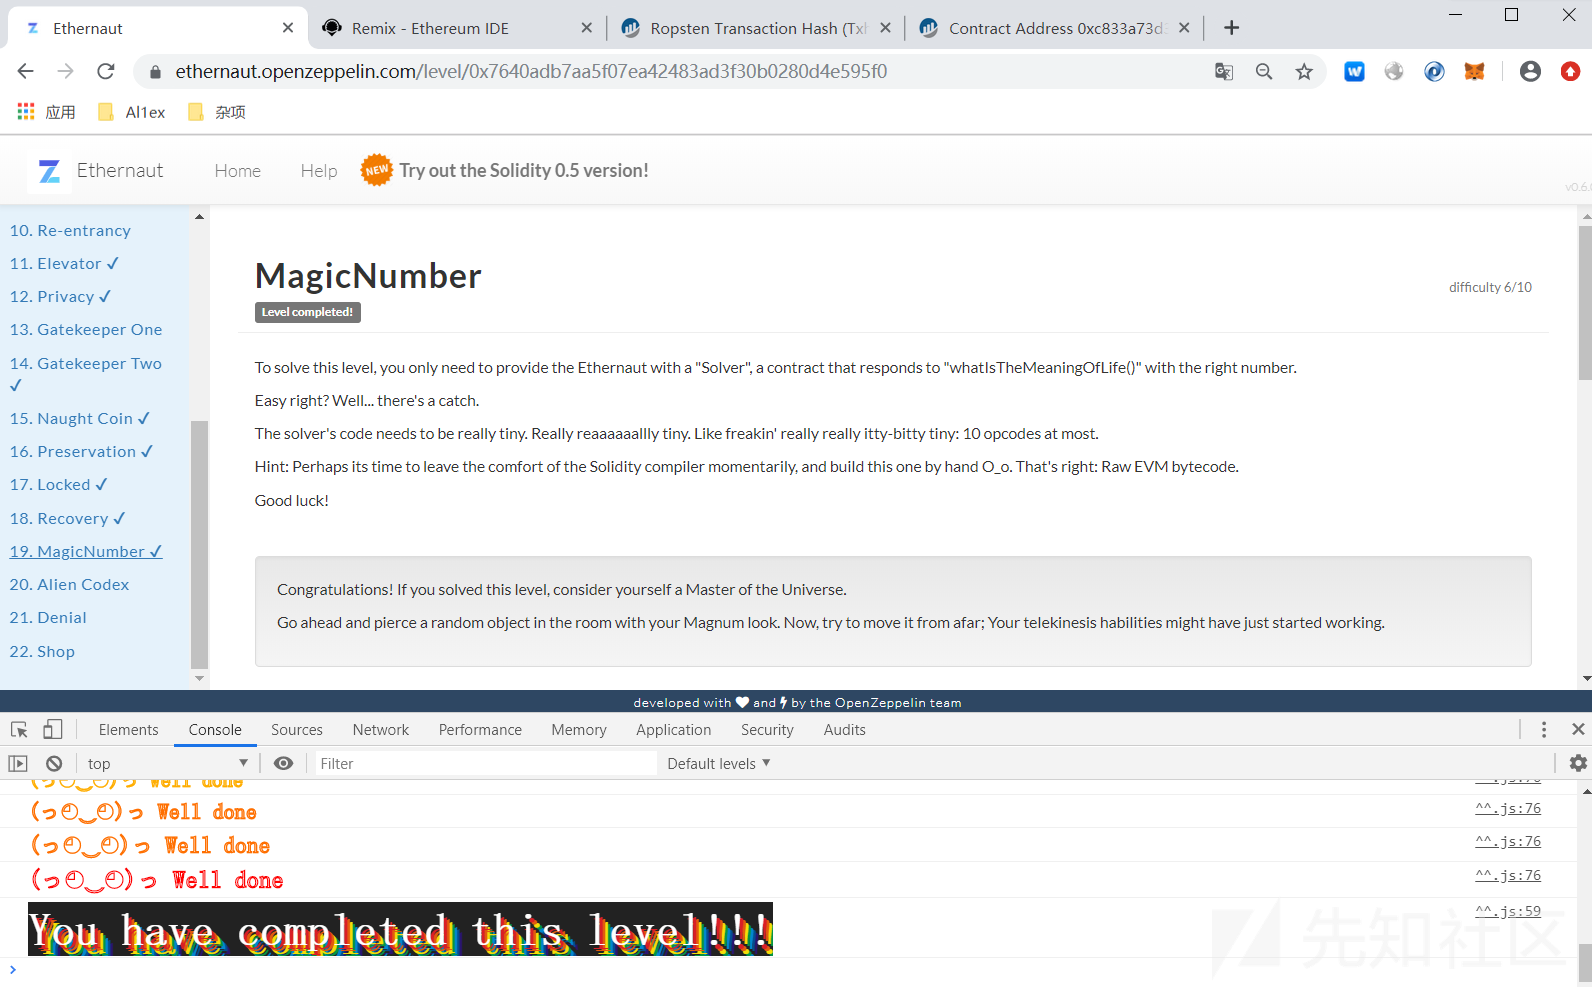 Ethernaut
Remix - Ethereum IDE
Ropsten Transaction Hash (Txh
Contract Address 0xc833a73d
ethernaut.openzeppelin.com/level/0x7640adb7aa5f07ea42483ad3f30b0280d4e595f0
应用
Al1ex
杂项
Ethernaut
Home
Help
NEW
Try out the Solidity 0.5 version!
v0.6.
10. Re-entrancy
11. Elevator ✓
12. Privacy ✓
13. Gatekeeper One
14. Gatekeeper Two
✓
15. Naught Coin ✓
16. Preservation ✓
17. Locked ✓
18. Recovery ✓
19. MagicNumber ✓
20. Alien Codex
21. Denial
22. Shop
MagicNumber
Level completed!
difficulty 6/10
To solve this level, you only need to provide the Ethernaut with a "Solver", a contract that responds to "whatIsTheMeaningOfLife()" with the right number.
Easy right? Well... there's a catch.
The solver's code needs to be really tiny. Really reaaaaaallly tiny. Like freakin' really really itty-bitty tiny: 10 opcodes at most.
Hint: Perhaps its time to leave the comfort of the Solidity compiler momentarily, and build this one by hand O_o. That's right: Raw EVM bytecode.
Good luck!
Congratulations! If you solved this level, consider yourself a Master of the Universe.
Go ahead and pierce a random object in the room with your Magnum look. Now, try to move it from afar; Your telekinesis habilities might have just started working.
developed with ♥ and ⚡ by the OpenZeppelin team
Elements
Console
Sources
Network
Performance
Memory
Application
Security
Audits
top
Filter
Default levels ▼
(っ◴‿◴)っ Well done
^^.js:76
(っ◴‿◴)っ Well done
^^.js:76
(っ◴‿◴)っ Well done
^^.js:76
(っ◴‿◴)っ Well done
^^.js:76
You have completed this level!!!
^^.js:59
先知社区